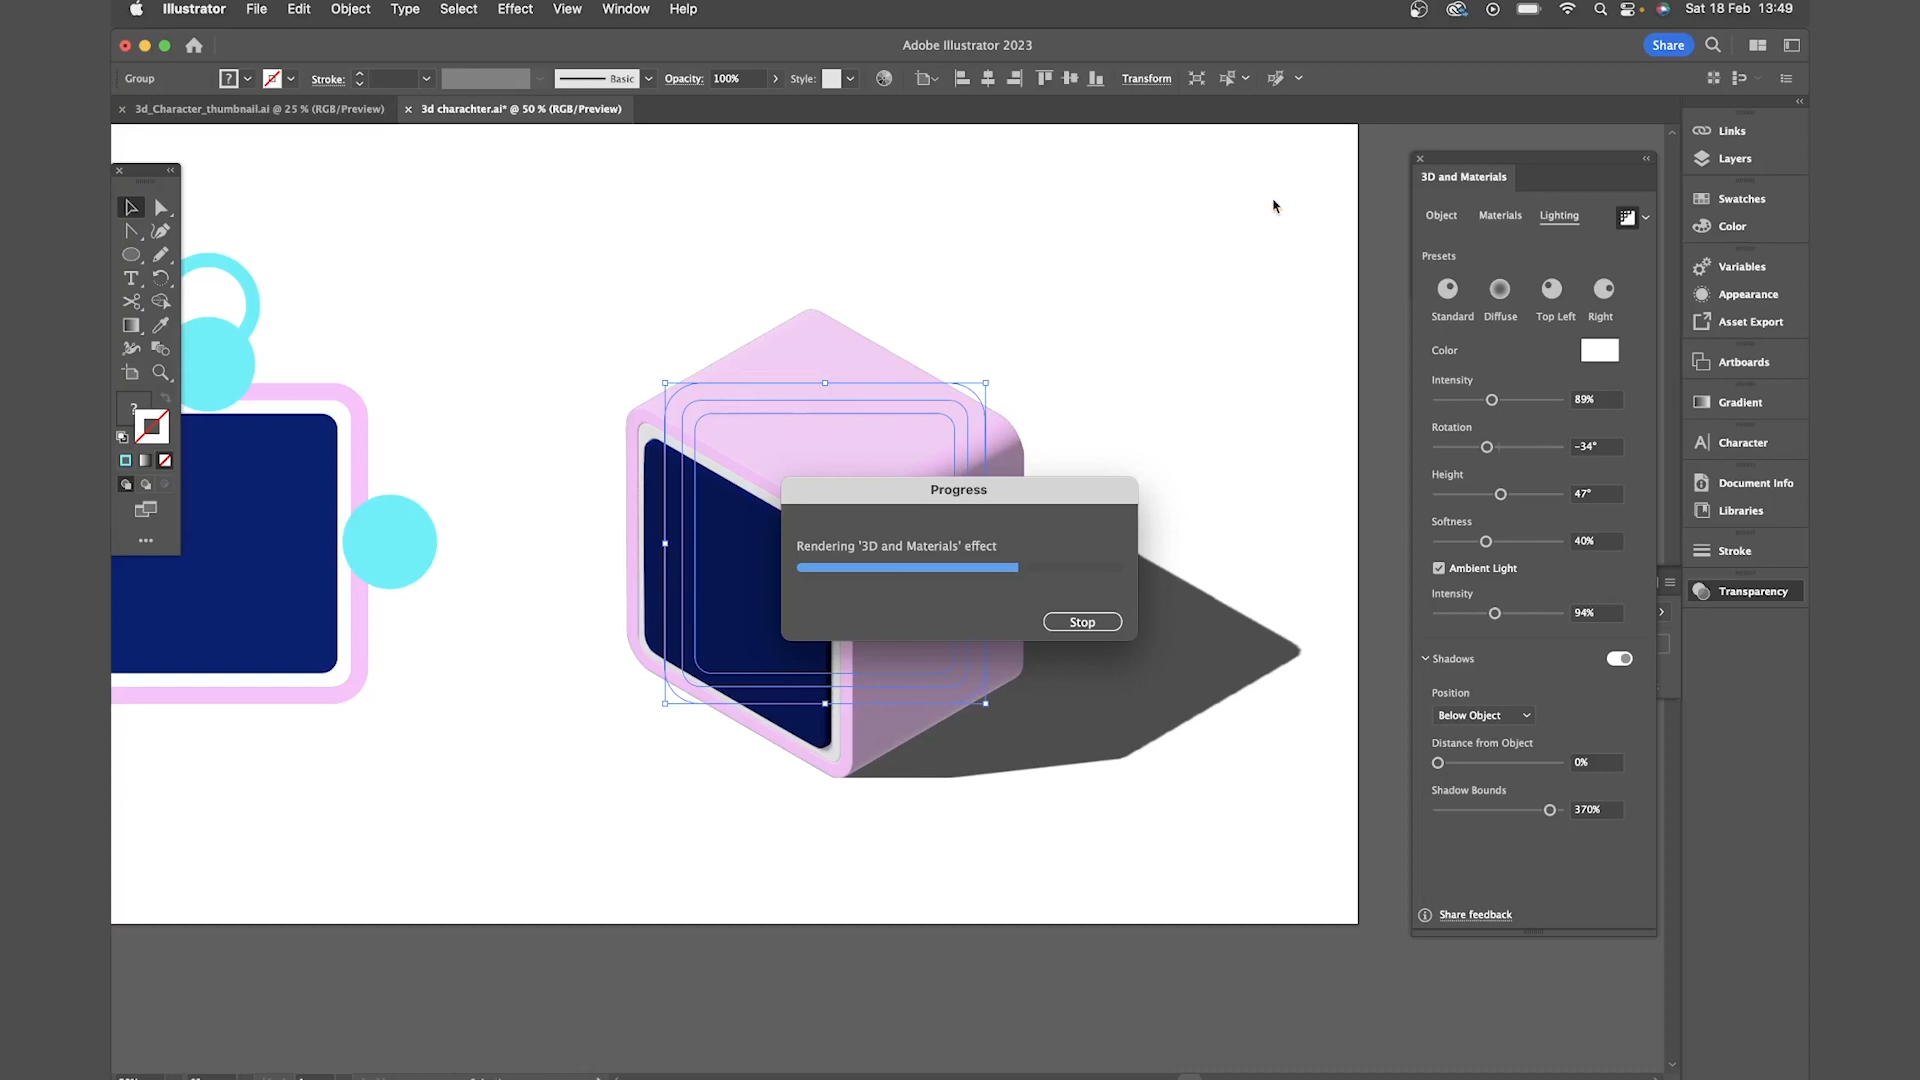 Illustrator File Edit Object Type Select Effect View Window Help Sat 18 Feb 13:49
Adobe Illustrator 2023 Share
Group ? Stroke: Basic Opacity: 100% Style: Transform
3d_Character_thumbnail.ai @ 25 % (RGB/Preview) 3d charachter.ai* @ 50 % (RGB/Preview)
T
?
Progress
Rendering '3D and Materials' effect
Stop
3D and Materials
Object Materials Lighting
Presets
Standard Diffuse Top Left Right
Color
Intensity
89%
Rotation
-34°
Height
47°
Softness
40%
Ambient Light
Intensity
94%
Shadows
Position
Below Object
Distance from Object
0%
Shadow Bounds
370%
Share feedback
Links
Layers
Swatches
Color
Variables
Appearance
Asset Export
Artboards
Gradient
Character
Document Info
Libraries
Stroke
Transparency